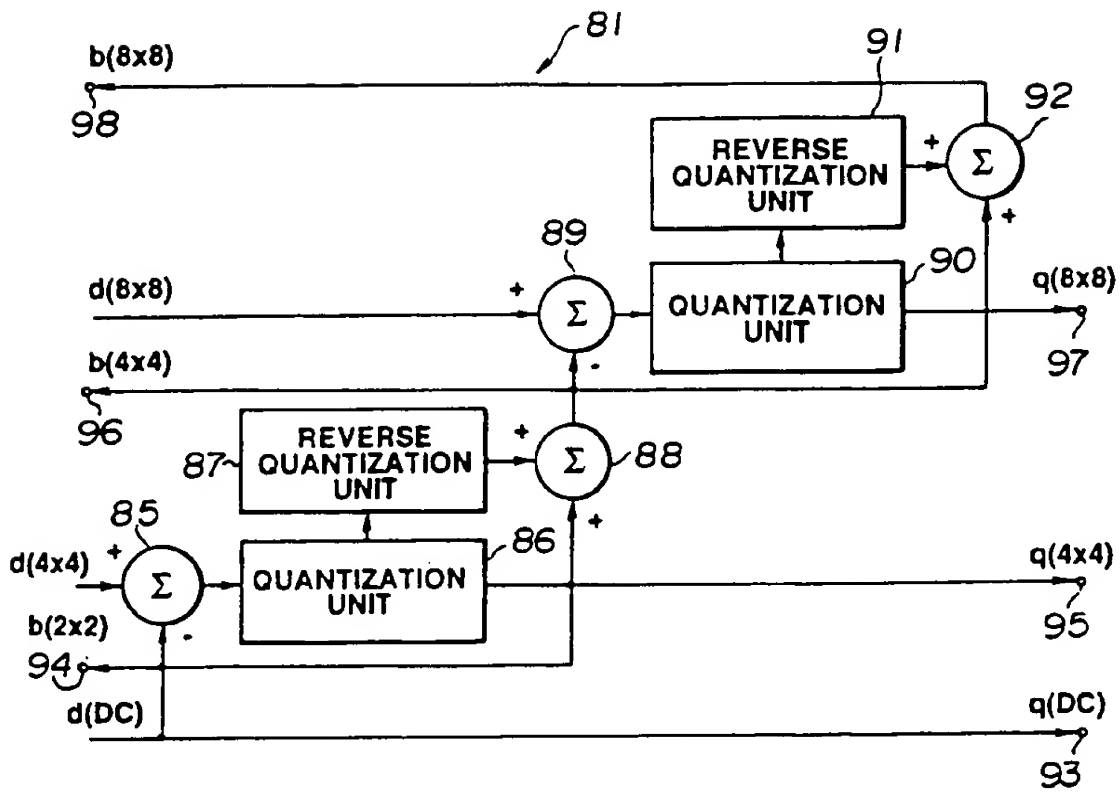 81
91
b(8x8)
98
92
+
REVERSE
QUANTIZATION
UNIT
Σ
+
89
90
d(8x8)
+
Σ
QUANTIZATION
UNIT
q(8x8)
97
-
b(4x4)
96
87
REVERSE
QUANTIZATION
UNIT
+
Σ
88
+
85
86
d(4x4)
+
Σ
QUANTIZATION
UNIT
q(4x4)
95
-
b(2x2)
94
d(DC)
q(DC)
93